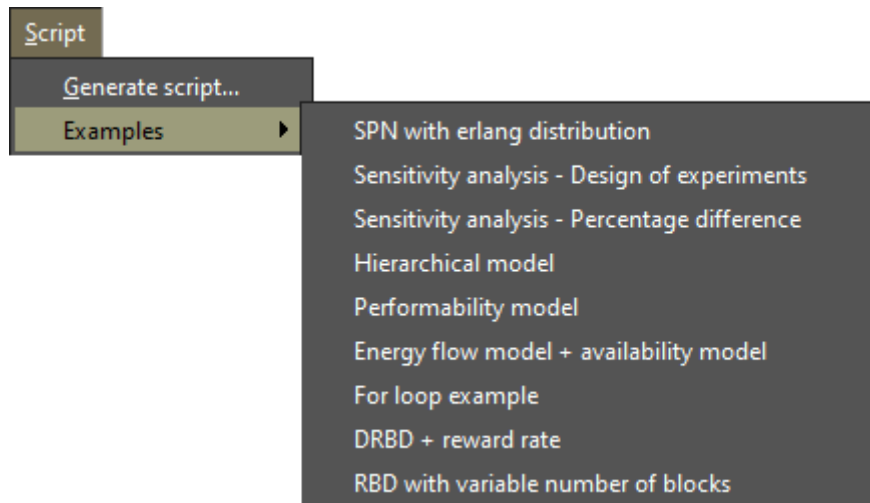 Script
Generate script...
Examples
SPN with erlang distribution
Sensitivity analysis - Design of experiments
Sensitivity analysis - Percentage difference
Hierarchical model
Performability model
Energy flow model + availability model
For loop example
DRBD + reward rate
RBD with variable number of blocks